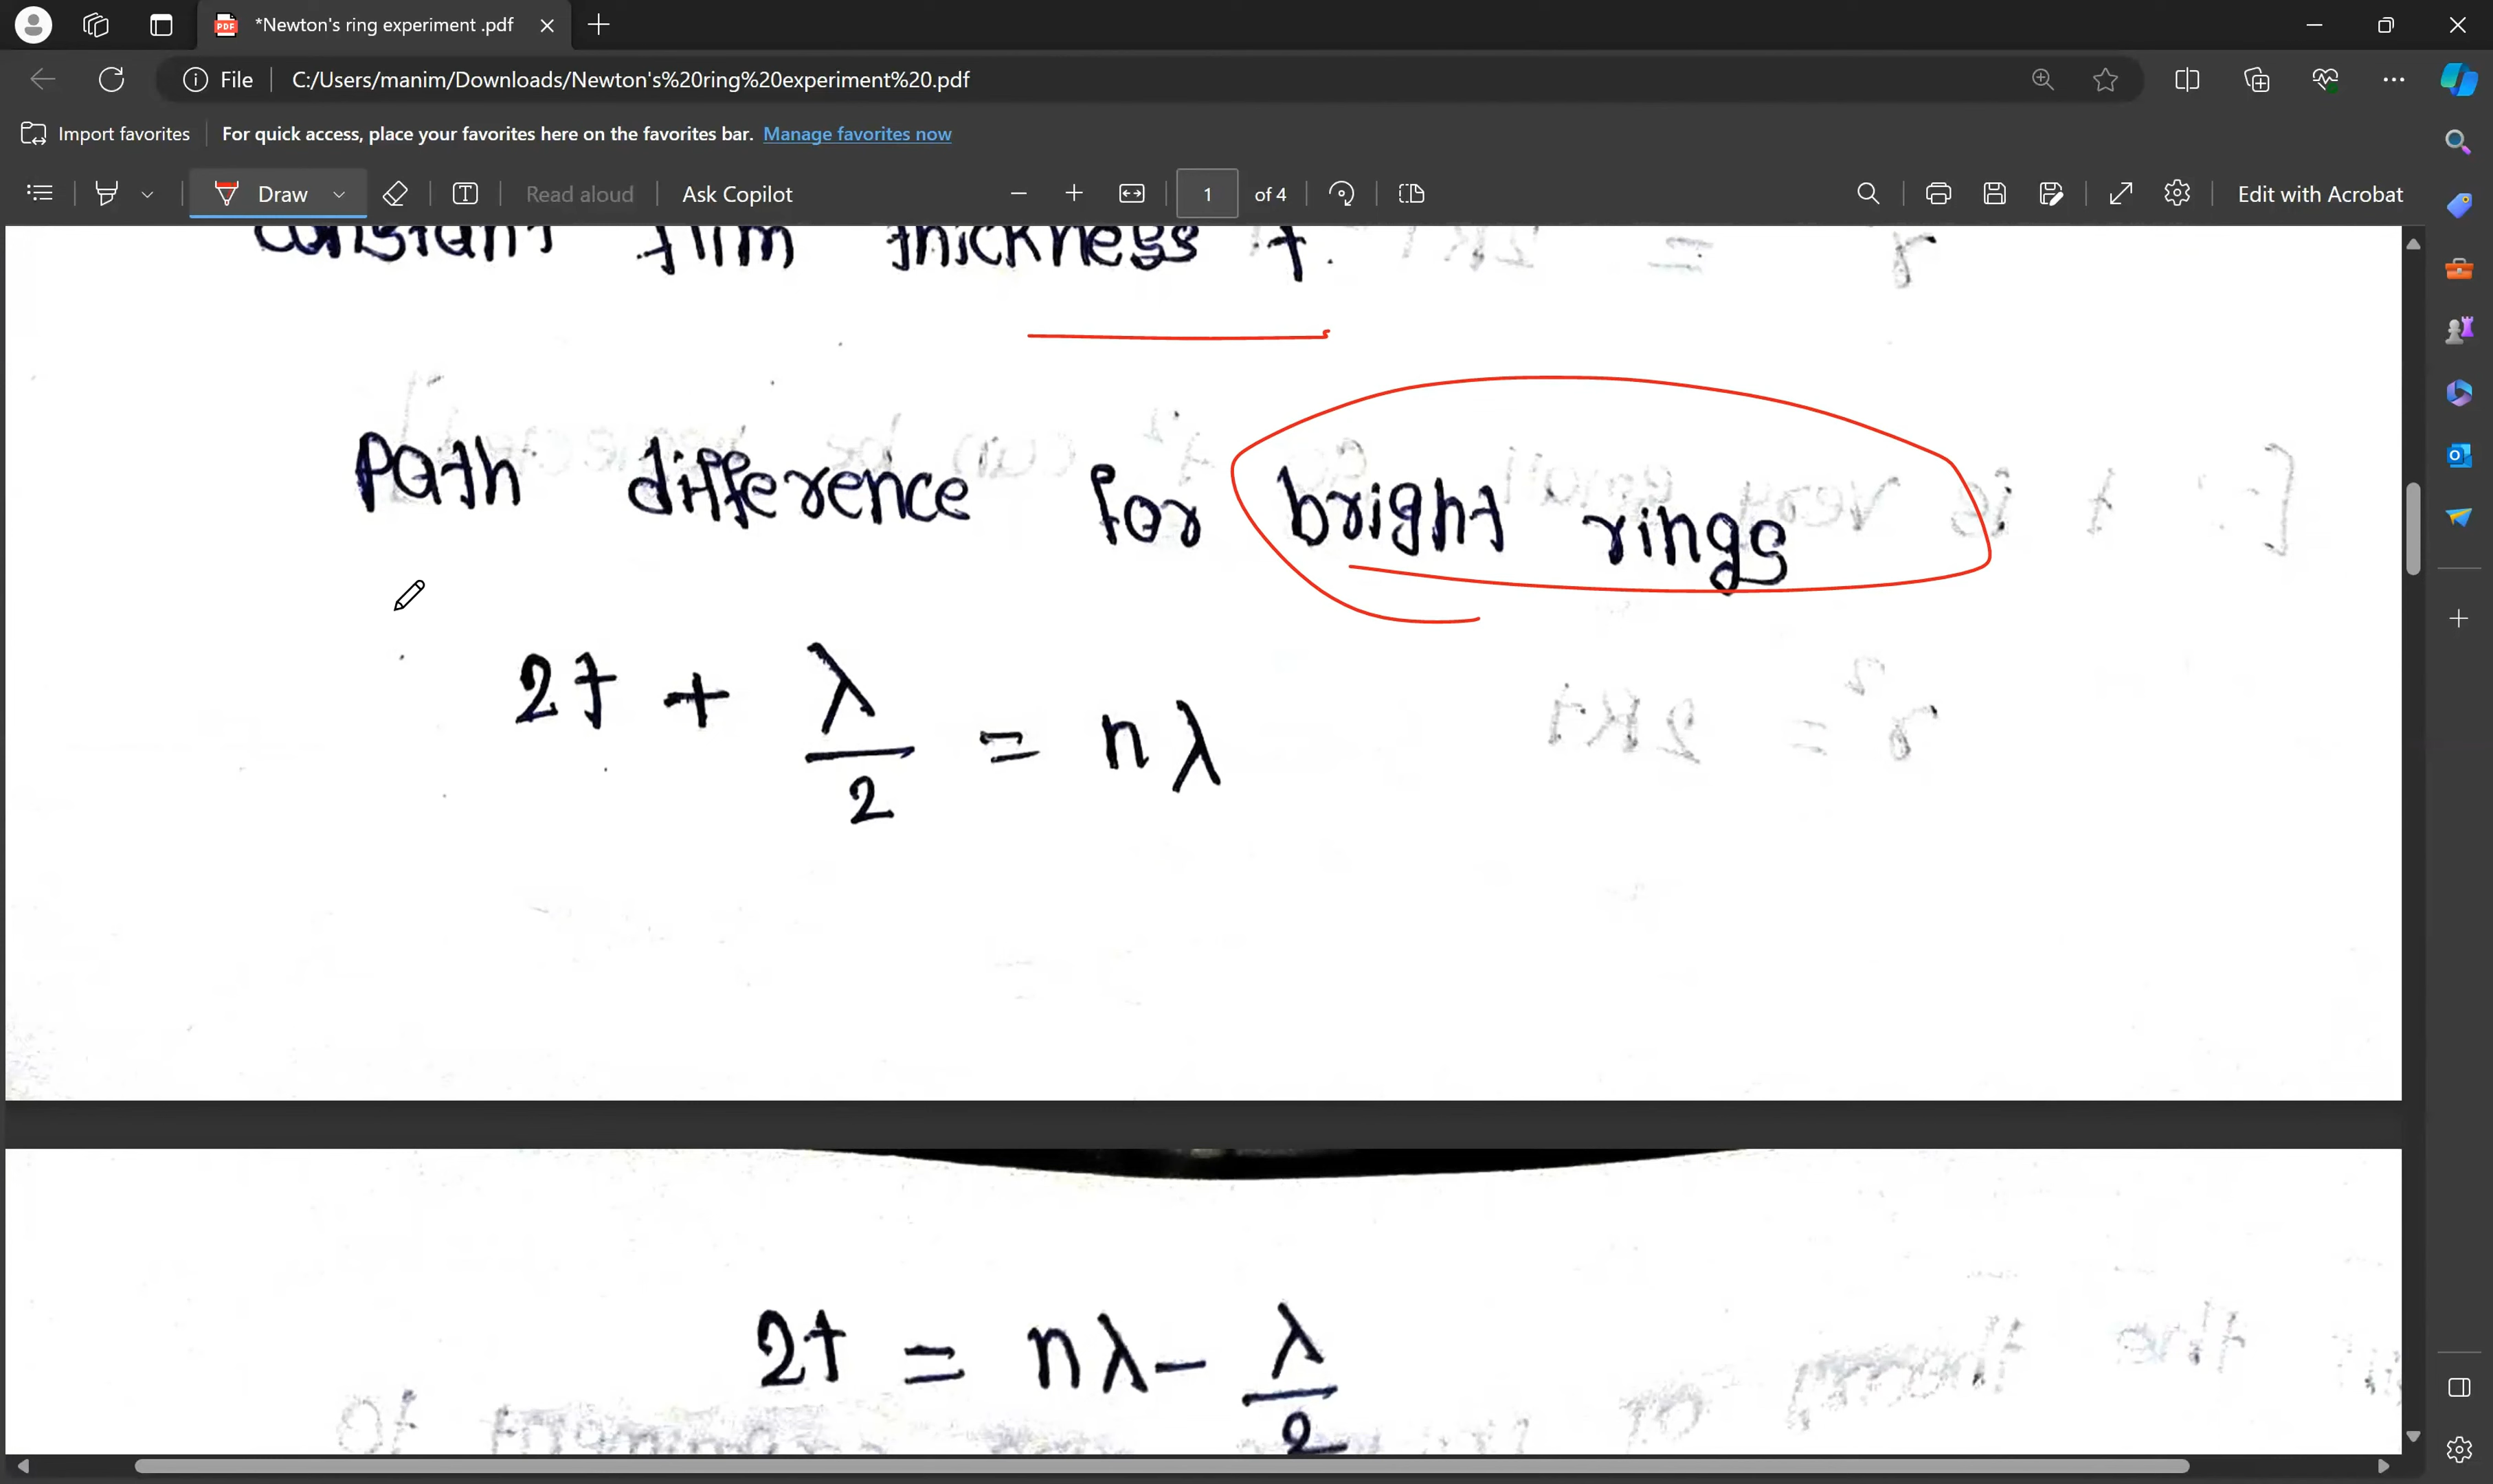 *Newton's ring experiment .pdf
File C:/Users/manim/Downloads/Newton's%20ring%20experiment%20.pdf
Import favorites For quick access, place your favorites here on the favorites bar. Manage favorites now
Draw Read aloud Ask Copilot 1 of 4 Edit with Acrobat
constant film thickness t.
Path difference for bright rings
2t + λ/2 = nλ
2t = nλ - λ/2